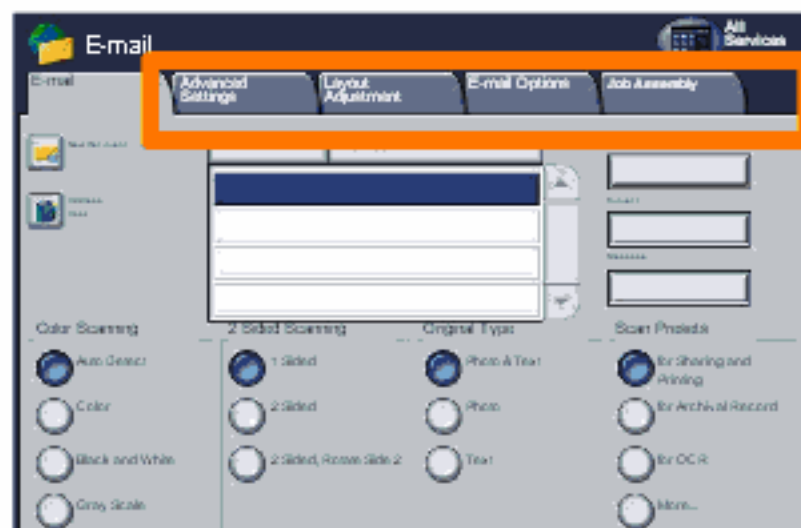 E-mail
All
Services
E-mail
Advanced
Settings
Layout
Adjustment
E-mail Options
Job Assembly
Color Scanning
2 Sided Scanning
Original Type
Scan Presets
Auto Detect
1 Sided
Photo & Text
for Sharing and
Printing
Color
2 Sided
Photo
for Archival Record
Black and White
2 Sided, Rotate Side 2
Text
for OCR
Gray Scale
More...